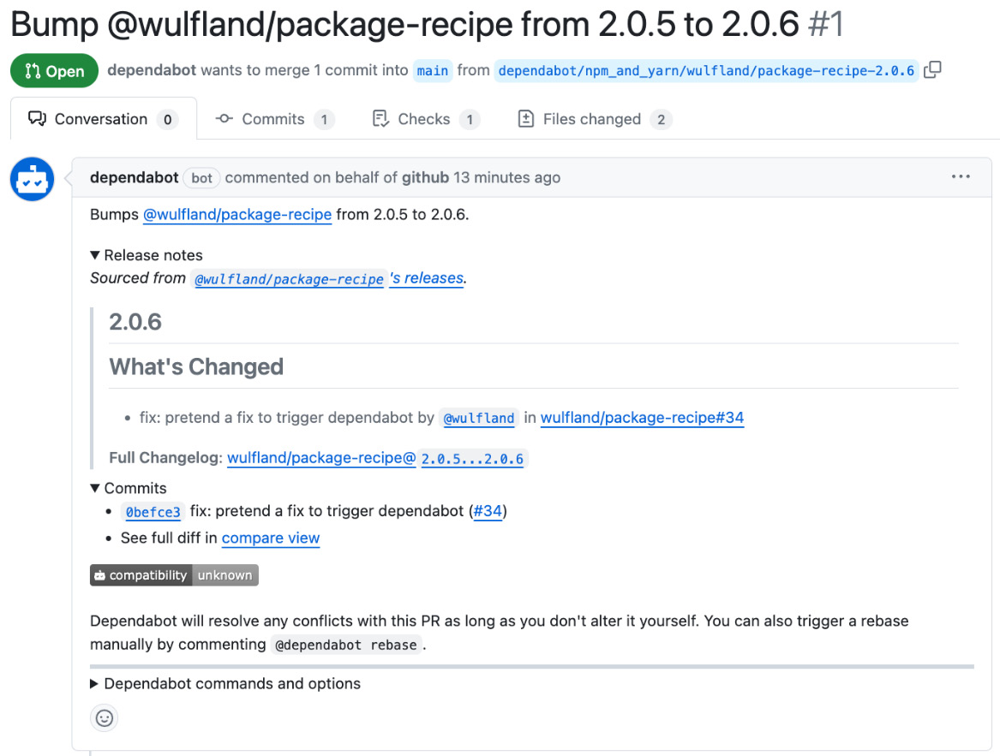 Bump @wulfland/package-recipe from 2.0.5 to 2.0.6 #1
Open dependabot wants to merge 1 commit into main from dependabot/npm_and_yarn/wulfland/package-recipe-2.0.6
Conversation 0 Commits 1 Checks 1 Files changed 2
dependabot bot commented on behalf of github 13 minutes ago ···
Bumps @wulfland/package-recipe from 2.0.5 to 2.0.6.
▼ Release notes
Sourced from @wulfland/package-recipe's releases.
2.0.6
What's Changed
• fix: pretend a fix to trigger dependabot by @wulfland in wulfland/package-recipe#34
Full Changelog: wulfland/package-recipe@2.0.5...2.0.6
▼ Commits
• 0befce3 fix: pretend a fix to trigger dependabot (#34)
• See full diff in compare view
compatibility unknown
Dependabot will resolve any conflicts with this PR as long as you don't alter it yourself. You can also trigger a rebase
manually by commenting @dependabot rebase.
▶ Dependabot commands and options